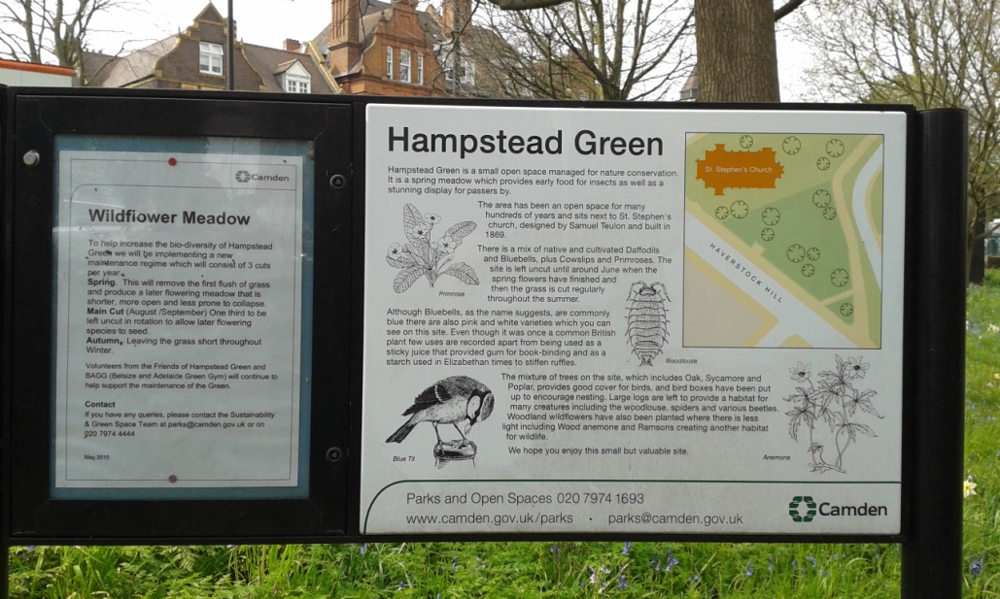 Camden
Wildflower Meadow
To help increase the bio-diversity of Hampstead
Green we will be implementing a new
maintenance regime which will consist of 3 cuts
per year.
Spring. This will remove the first flush of grass
and produce a later flowering meadow that is
shorter, more open and less prone to collapse.
Main Cut (August /September) One third to be
left uncut in rotation to allow later flowering
species to seed.
Autumn. Leaving the grass short throughout
Winter.
Volunteers from the Friends of Hampstead Green and
BAGG (Belsize and Adelaide Green Gym) will continue to
help support the maintenance of the Green.
Contact
If you have any queries, please contact the Sustainability
& Green Space Team at parks@camden.gov.uk or on
020 7974 4444
May 2015
Hampstead Green
Hampstead Green is a small open space managed for nature conservation.
It is a spring meadow which provides early food for insects as well as a
stunning display for passers by.
The area has been an open space for many
hundreds of years and sits next to St. Stephen's
church, designed by Samuel Teulon and built in
1869.
There is a mix of native and cultivated Daffodils
and Bluebells, plus Cowslips and Primroses. The
site is left uncut until around June when the
spring flowers have finished and
then the grass is cut regularly
throughout the summer.
Primrose
Although Bluebells, as the name suggests, are commonly
blue there are also pink and white varieties which you can
see on this site. Even though it was once a common British
plant few uses are recorded apart from being used as a
sticky juice that provided gum for book-binding and as a
starch used in Elizabethan times to stiffen ruffles.
Woodlouse
The mixture of trees on the site, which includes Oak, Sycamore and
Poplar, provides good cover for birds, and bird boxes have been put
up to encourage nesting. Large logs are left to provide a habitat for
many creatures including the woodlouse, spiders and various beetles.
Woodland wildflowers have also been planted where there is less
light including Wood anemone and Ramsons creating another habitat
for wildlife.
We hope you enjoy this small but valuable site.
Blue Tit
Anemone
St. Stephen's Church
HAVERSTOCK HILL
Parks and Open Spaces 020 7974 1693
www.camden.gov.uk/parks • parks@camden.gov.uk
Camden